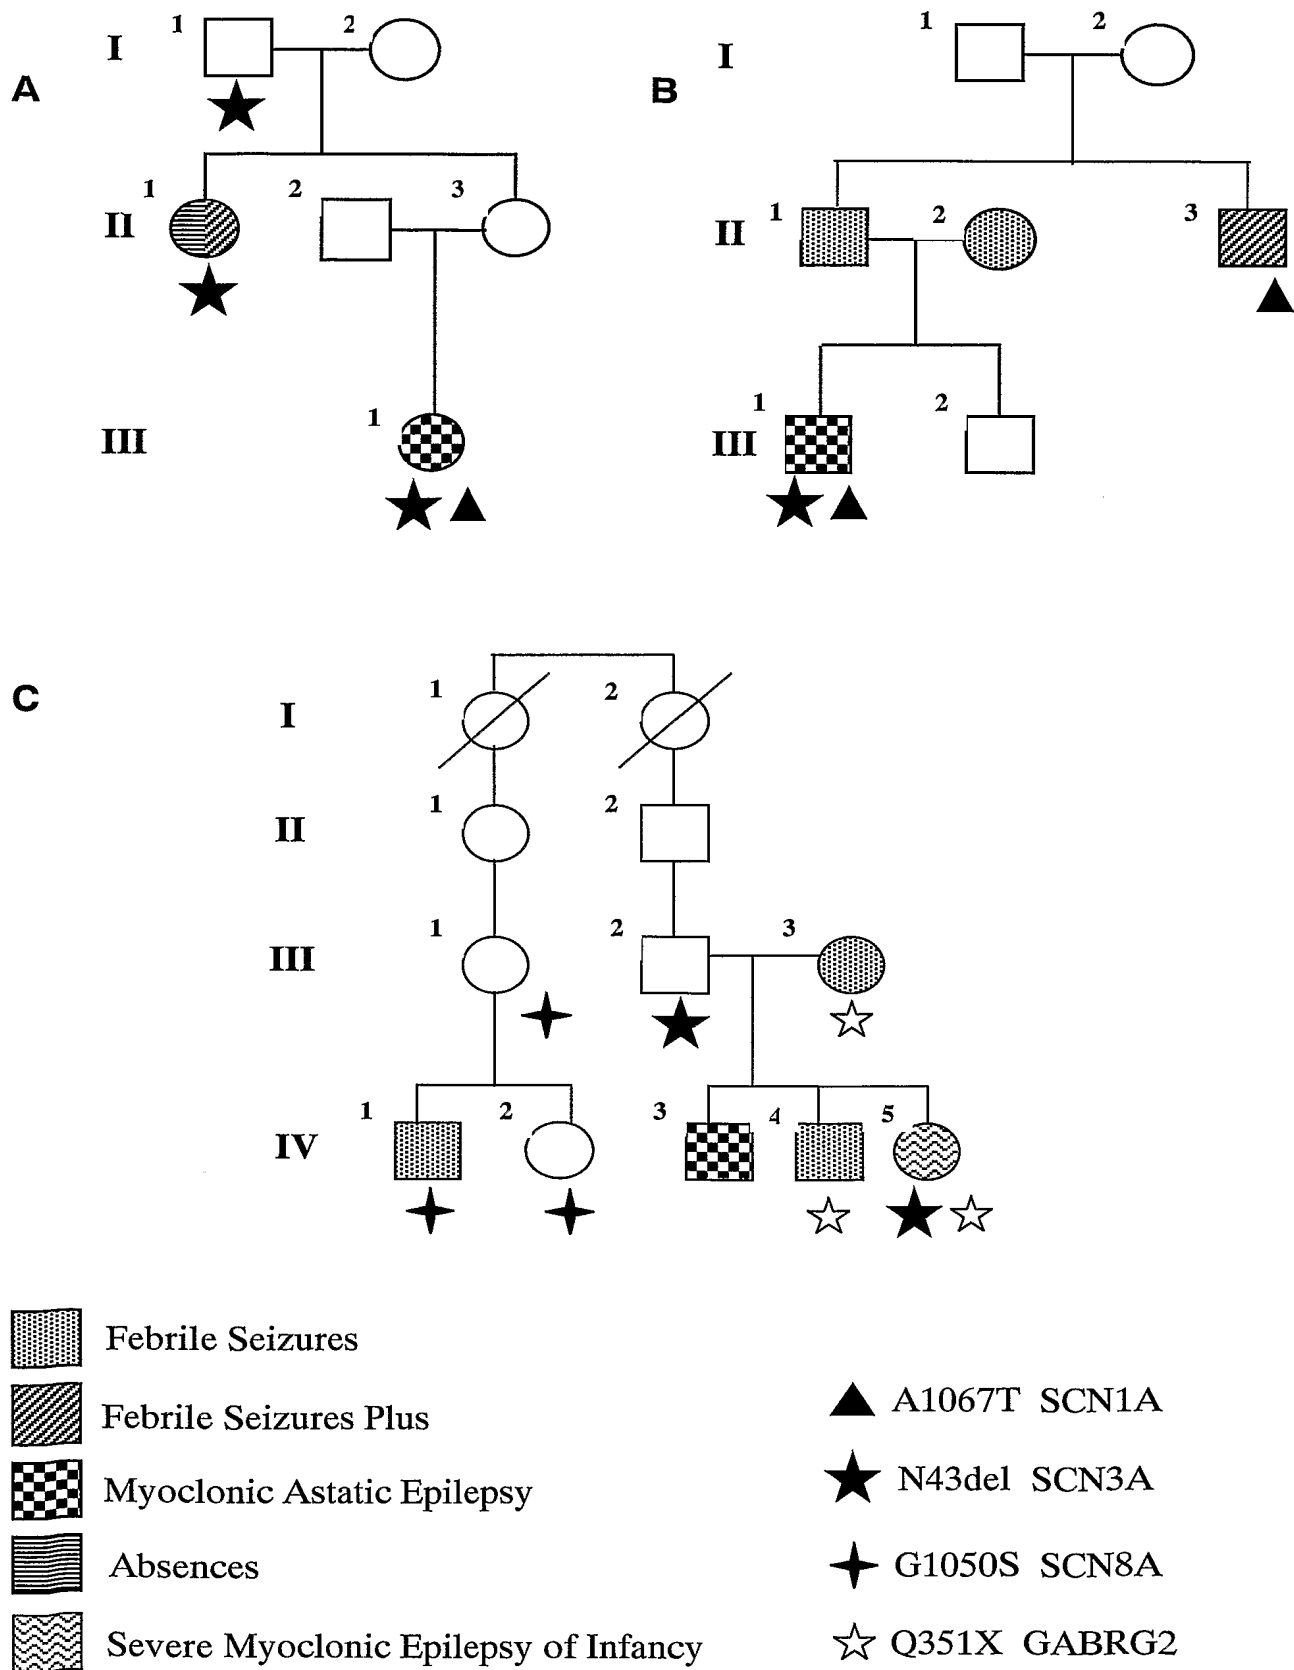 1 2
I
A
1 2 3
II
1
III
1 2
I
B
1 2 3
II
1 2
III
C
1 2
I
1 2
II
1 2 3
III
1 2 3 4 5
IV
Febrile Seizures
Febrile Seizures Plus
Myoclonic Astatic Epilepsy
Absences
Severe Myoclonic Epilepsy of Infancy
A1067T SCN1A
N43del SCN3A
G1050S SCN8A
Q351X GABRG2